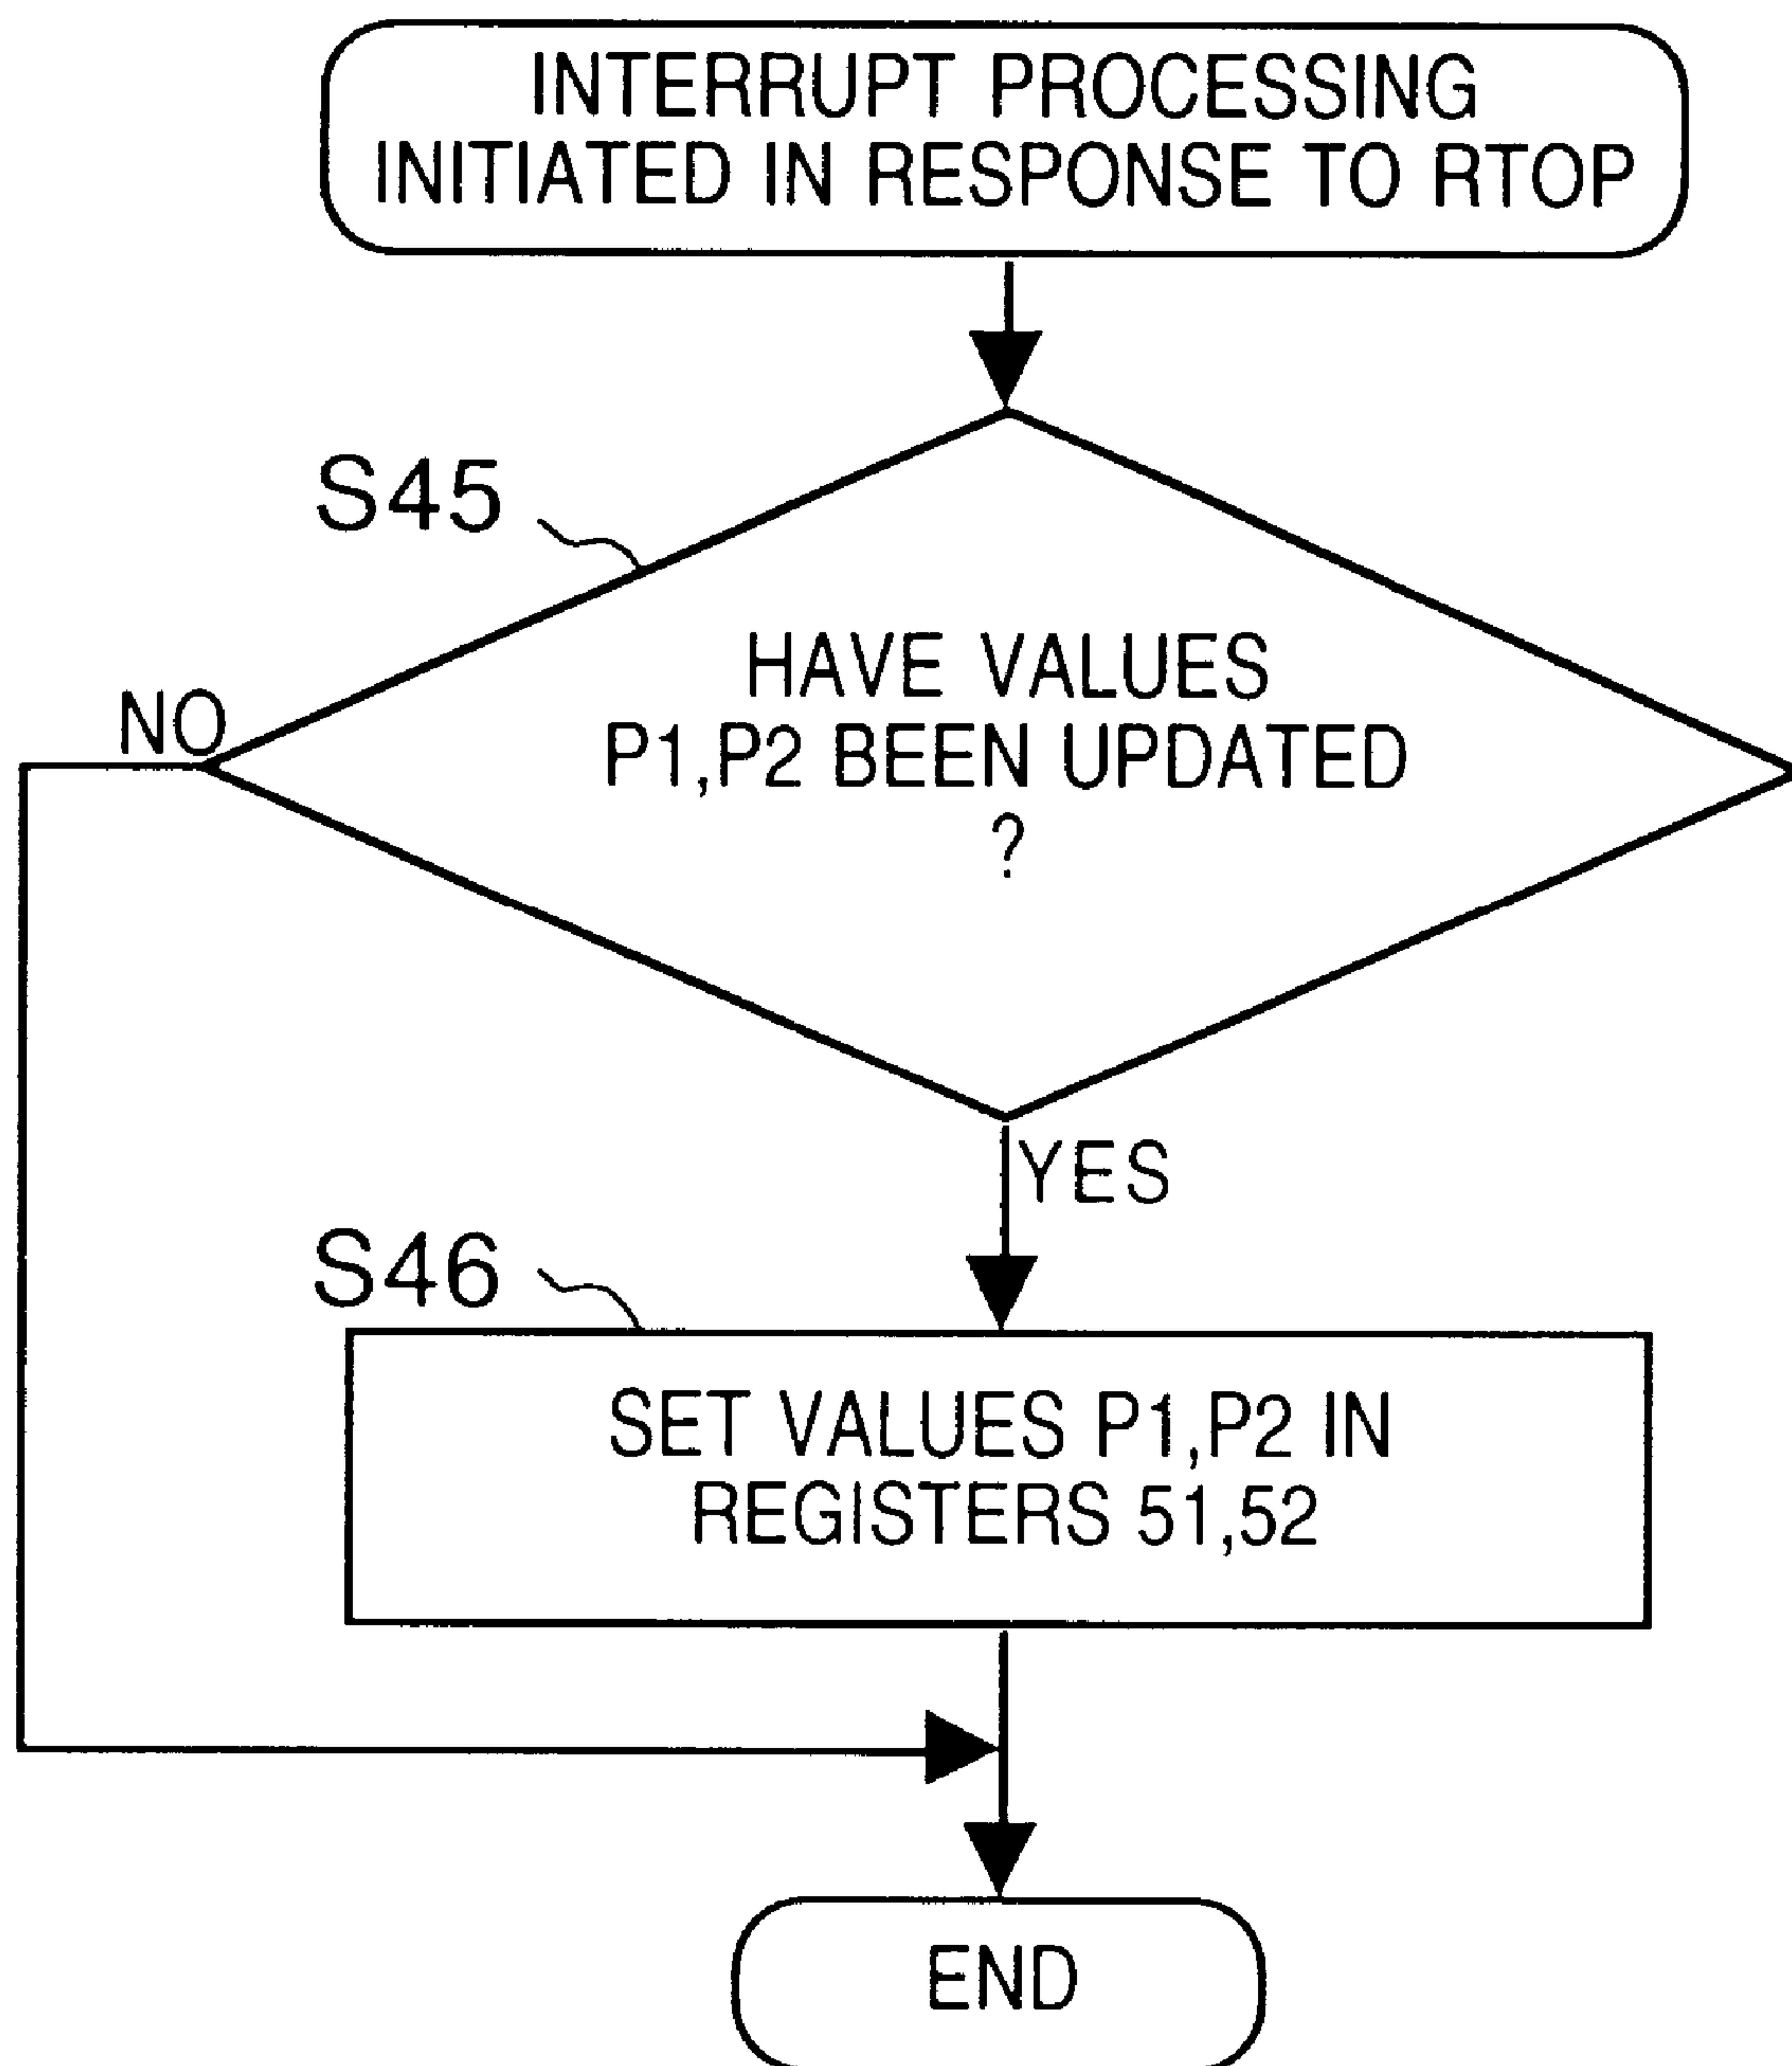 INTERRUPT PROCESSING
INITIATED IN RESPONSE TO RTOP
S45
HAVE VALUES
P1,P2 BEEN UPDATED
?
NO
YES
S46
SET VALUES P1,P2 IN
REGISTERS 51,52
END